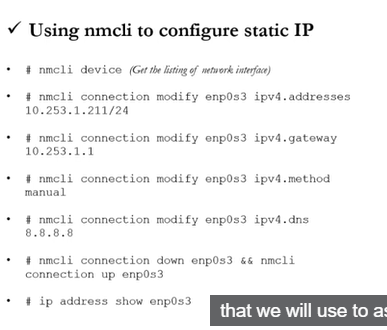 ✓ Using nmcli to configure static IP
• # nmcli device (Get the listing of network interface)
• # nmcli connection modify enp0s3 ipv4.addresses
10.253.1.211/24
• # nmcli connection modify enp0s3 ipv4.gateway
10.253.1.1
• # nmcli connection modify enp0s3 ipv4.method
manual
• # nmcli connection modify enp0s3 ipv4.dns
8.8.8.8
• # nmcli connection down enp0s3 && nmcli
connection up enp0s3
• # ip address show enp0s3
that we will use to